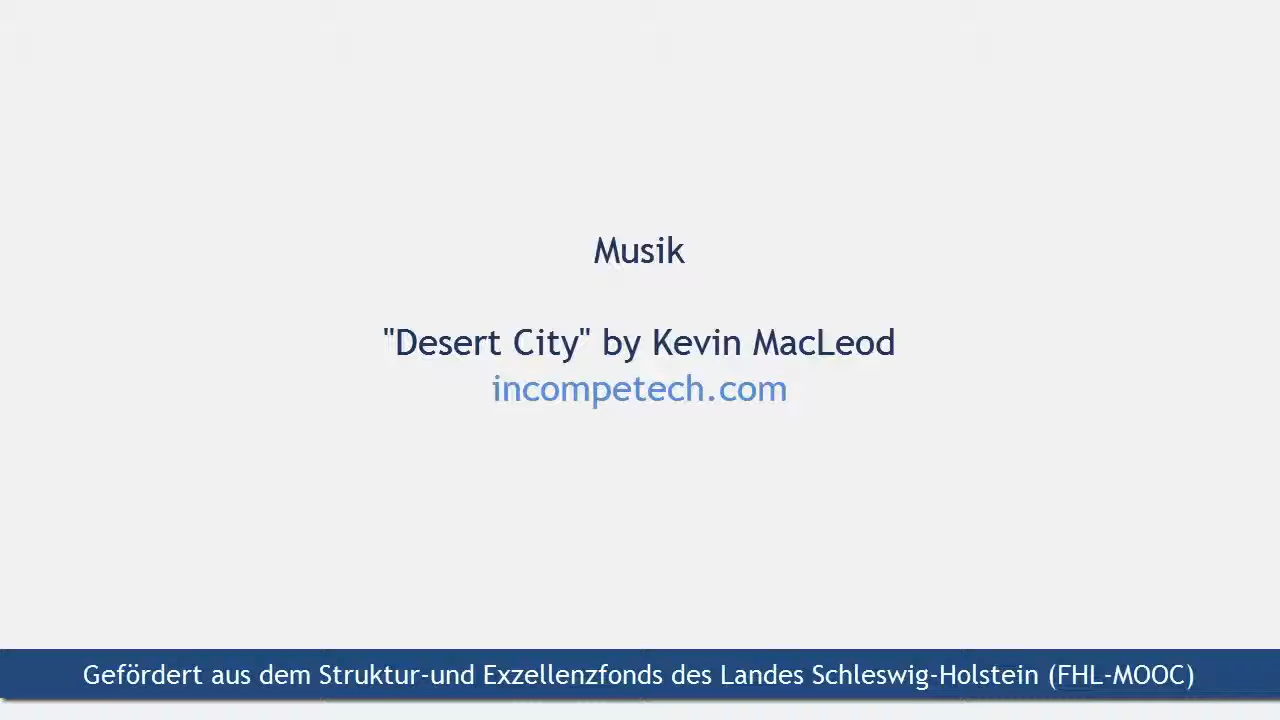 Musik
"Desert City" by Kevin MacLeod
incompetech.com
Gefördert aus dem Struktur-und Exzellenzfonds des Landes Schleswig-Holstein (FHL-MOOC)